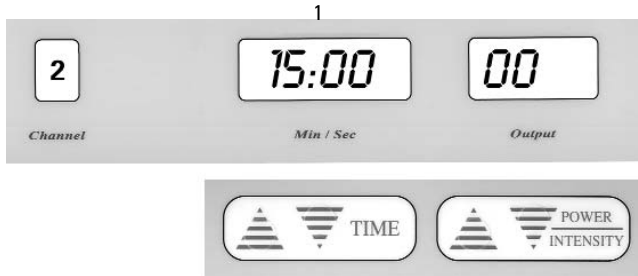 1
2 15:00 00
Channel Min / Sec Output
TIME POWER
INTENSITY